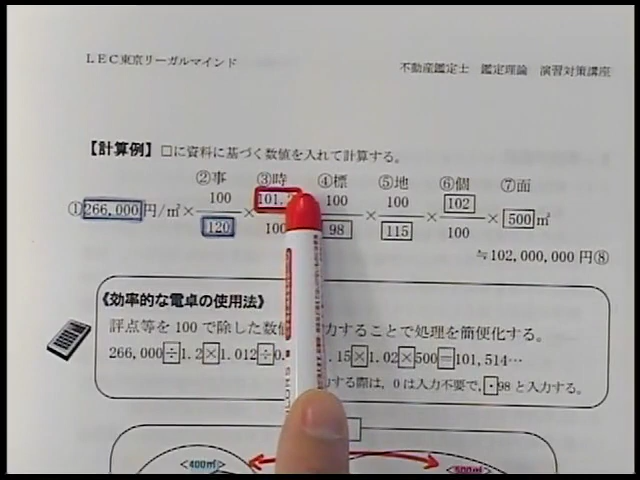 LEC東京リーガルマインド
不動産鑑定士 鑑定理論 演習対策講座
【計算例】□に資料に基づく数値を入れて計算する。
②事 ③時 ④標 ⑤地 ⑥個 ⑦面
①266,000円/㎡× 100/120 × 101. /100 × 100/98 × 100/115 × 102/100 × 500㎡
≒102,000,000円⑧
《効率的な電卓の使用法》
評点等を100で除した数 力することで処理を簡便化する。
266,000÷1.2×1.012÷0. .15×1.02×500=101,514…
力する際は、0は入力不要で、・98と入力する。
<400㎡> <500㎡>